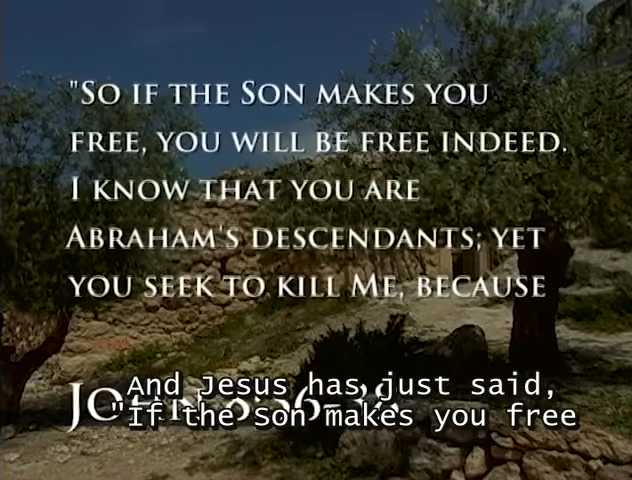 "So if the Son makes you
free, you will be free indeed.
I know that you are
Abraham's descendants; yet
you seek to kill Me, because
John
And Jesus has just said,
"If the son makes you free